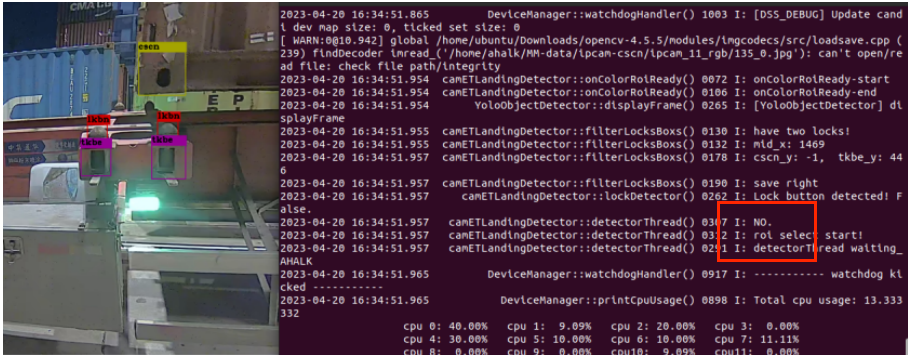 cscn
lkbn
lkbn
tkbe
tkbe
2023-04-20 16:34:51.865 DeviceManager::watchdogHandler() 1003 I: [DSS_DEBUG] Update candi
i dev map size: 0, ticked set size: 0
[ WARN:0@10.942] global /home/ubuntu/Downloads/opencv-4.5.5/modules/imgcodecs/src/loadsave.cpp (
239) findDecoder imread_('/home/ahalk/MM-data/ipcam-cscn/ipcam_11_rgb/135_0.jpg'): can't open/re
ad file: check file path/integrity
2023-04-20 16:34:51.954 camETLandingDetector::onColorRoiReady() 0072 I: onColorRoiReady-start
2023-04-20 16:34:51.954 camETLandingDetector::onColorRoiReady() 0106 I: onColorRoiReady-end
2023-04-20 16:34:51.954 YoloObjectDetector::displayFrame() 0265 I: [YoloObjectDetector] di
splayFrame
2023-04-20 16:34:51.955 camETLandingDetector::filterLocksBoxs() 0130 I: have two locks!
2023-04-20 16:34:51.955 camETLandingDetector::filterLocksBoxs() 0132 I: mid_x: 1469
2023-04-20 16:34:51.957 camETLandingDetector::filterLocksBoxs() 0178 I: cscn_y: -1, tkbe_y: 44
6
2023-04-20 16:34:51.957 camETLandingDetector::filterLocksBoxs() 0190 I: save right
2023-04-20 16:34:51.957 camETLandingDetector::lockDetector() 0262 I: Lock button detected! F
alse.
2023-04-20 16:34:51.957 camETLandingDetector::detectorThread() 0307 I: NO.
2023-04-20 16:34:51.957 camETLandingDetector::detectorThread() 0312 I: roi select start!
2023-04-20 16:34:51.957 camETLandingDetector::detectorThread() 0291 I: detectorThread waiting_
AHALK
2023-04-20 16:34:51.965 DeviceManager::watchdogHandler() 0917 I: ----------- watchdog ki
cked -----------
2023-04-20 16:34:51.965 DeviceManager::printCpuUsage() 0898 I: Total cpu usage: 13.333
332
cpu 0: 40.00% cpu 1: 9.09% cpu 2: 20.00% cpu 3: 0.00%
cpu 4: 30.00% cpu 5: 10.00% cpu 6: 10.00% cpu 7: 11.11%
cpu 8: 0.00% cpu 9: 0.00% cpu10: 9.09% cpu11: 0.00%